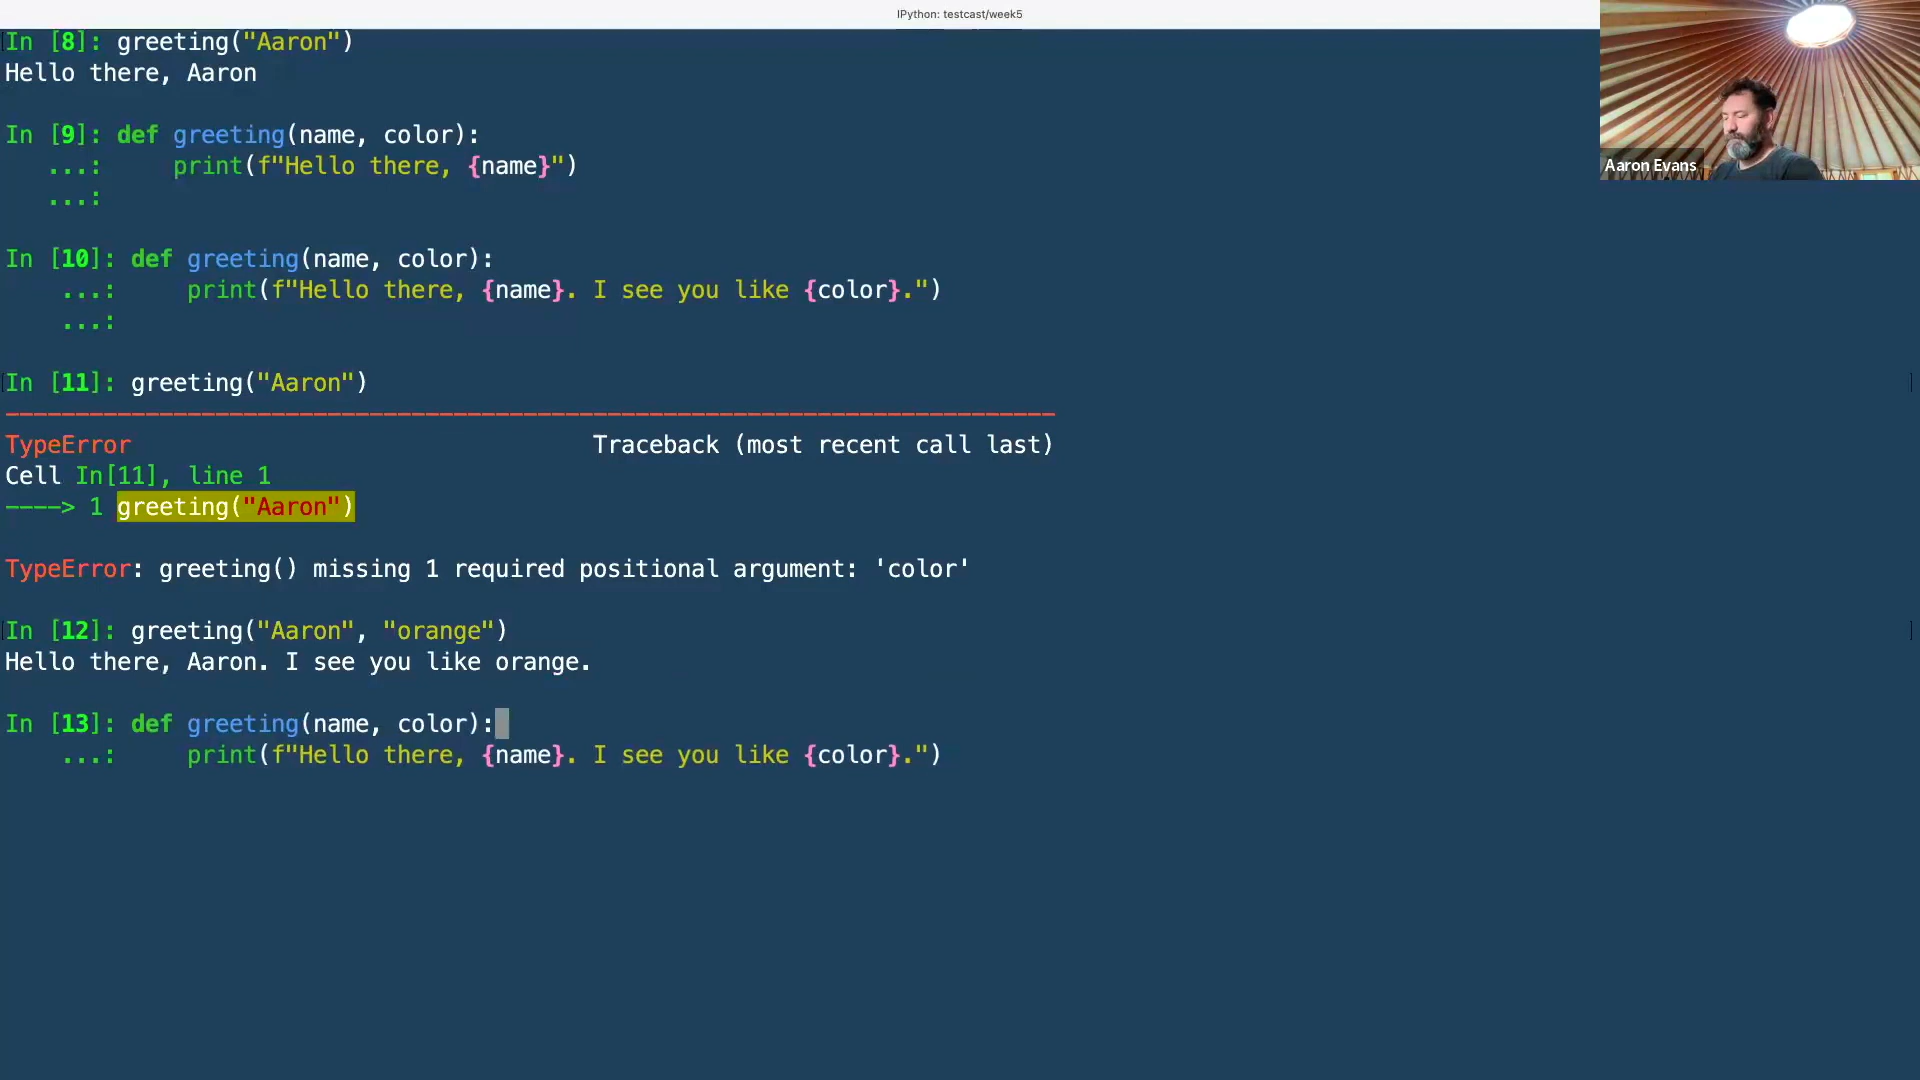 IPython: testcast/week5
In [8]: greeting("Aaron")
Hello there, Aaron
In [9]: def greeting(name, color):
...:     print(f"Hello there, {name}")
...:
In [10]: def greeting(name, color):
...:     print(f"Hello there, {name}. I see you like {color}.")
...:
In [11]: greeting("Aaron")
---------------------------------------------------------------------------
TypeError                                 Traceback (most recent call last)
Cell In[11], line 1
----> 1 greeting("Aaron")
TypeError: greeting() missing 1 required positional argument: 'color'
In [12]: greeting("Aaron", "orange")
Hello there, Aaron. I see you like orange.
In [13]: def greeting(name, color):
...:     print(f"Hello there, {name}. I see you like {color}.")
Aaron Evans